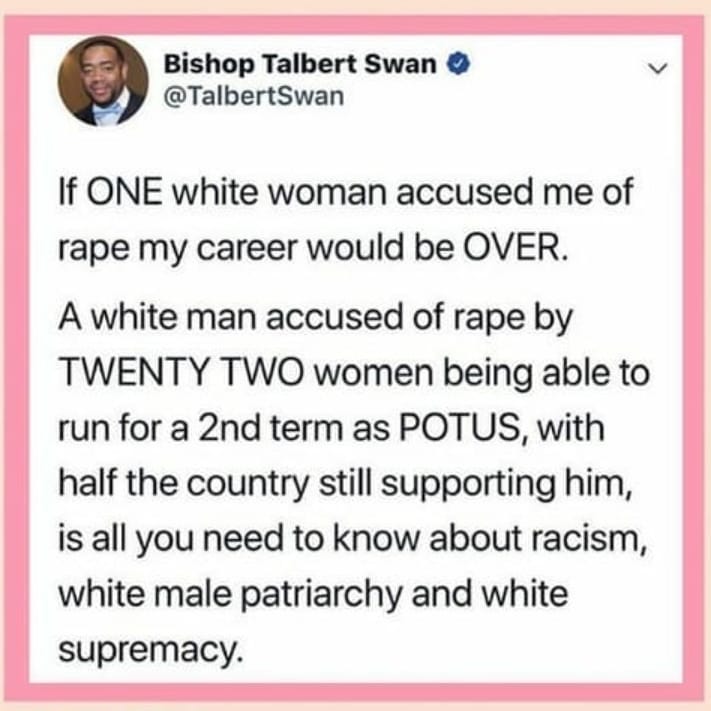 Bishop Talbert Swan
@TalbertSwan
If ONE white woman accused me of
rape my career would be OVER.
A white man accused of rape by
TWENTY TWO women being able to
run for a 2nd term as POTUS, with
half the country still supporting him,
is all you need to know about racism,
white male patriarchy and white
supremacy.